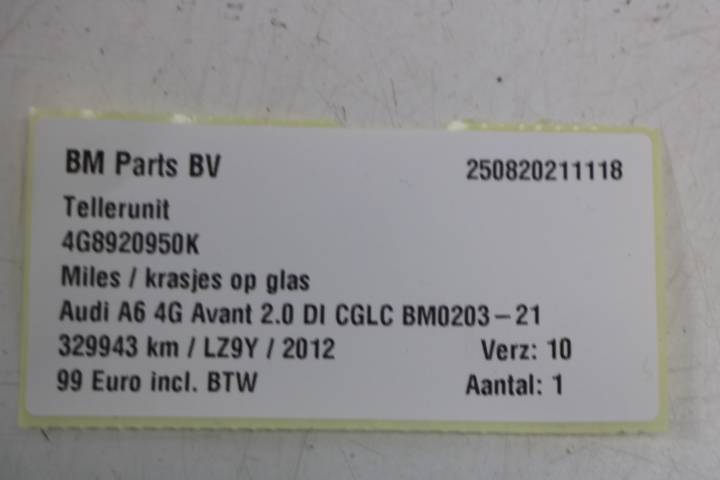 BM Parts BV 250820211118
Tellerunit
4G8920950K
Miles / krasjes op glas
Audi A6 4G Avant 2.0 DI CGLC BM0203-21
329943 km / LZ9Y / 2012 Verz: 10
99 Euro incl. BTW Aantal: 1